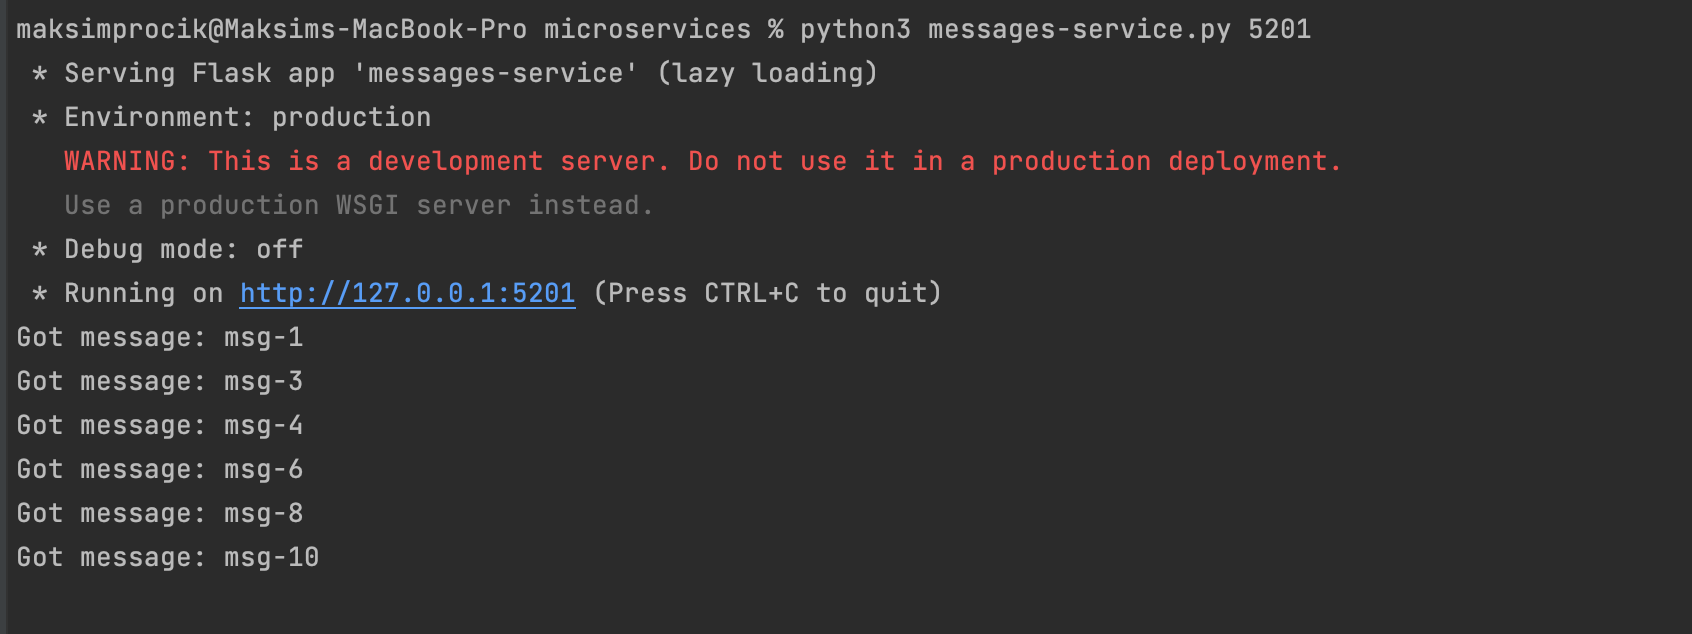 maksimprocik@Maksims-MacBook-Pro microservices % python3 messages-service.py 5201
* Serving Flask app 'messages-service' (lazy loading)
* Environment: production
WARNING: This is a development server. Do not use it in a production deployment.
Use a production WSGI server instead.
* Debug mode: off
* Running on http://127.0.0.1:5201 (Press CTRL+C to quit)
Got message: msg-1
Got message: msg-3
Got message: msg-4
Got message: msg-6
Got message: msg-8
Got message: msg-10